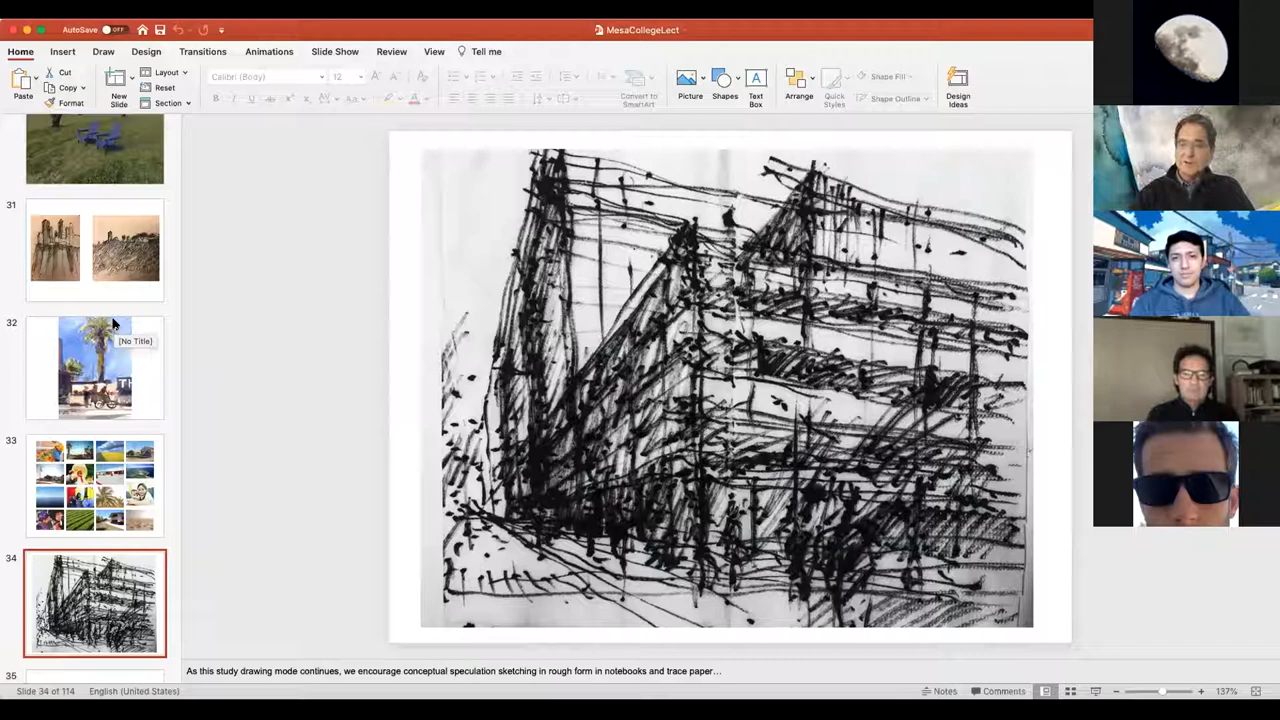 AutoSave OFF
MesaCollegeLect
Home Insert Draw Design Transitions Animations Slide Show Review View Tell me
Paste
Cut
Copy
Format
New Slide
Layout
Reset
Section
Calibri (Body) 12
Convert to SmartArt
Picture
Shapes
Text Box
Arrange
Quick Styles
Shape Fill
Shape Outline
Design Ideas
31
32
[No Title]
33
34
35
As this study drawing mode continues, we encourage conceptual speculation sketching in rough form in notebooks and trace paper…
Slide 34 of 114 English (United States) Notes Comments 137%